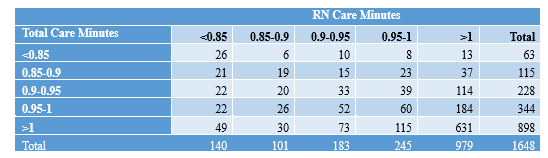 RN Care Minutes
Total Care Minutes <0.85 0.85-0.9 0.9-0.95 0.95-1 >1 Total
<0.85 26 6 10 8 13 63
0.85-0.9 21 19 15 23 37 115
0.9-0.95 22 20 33 39 114 228
0.95-1 22 26 52 60 184 344
>1 49 30 73 115 631 898
Total 140 101 183 245 979 1648